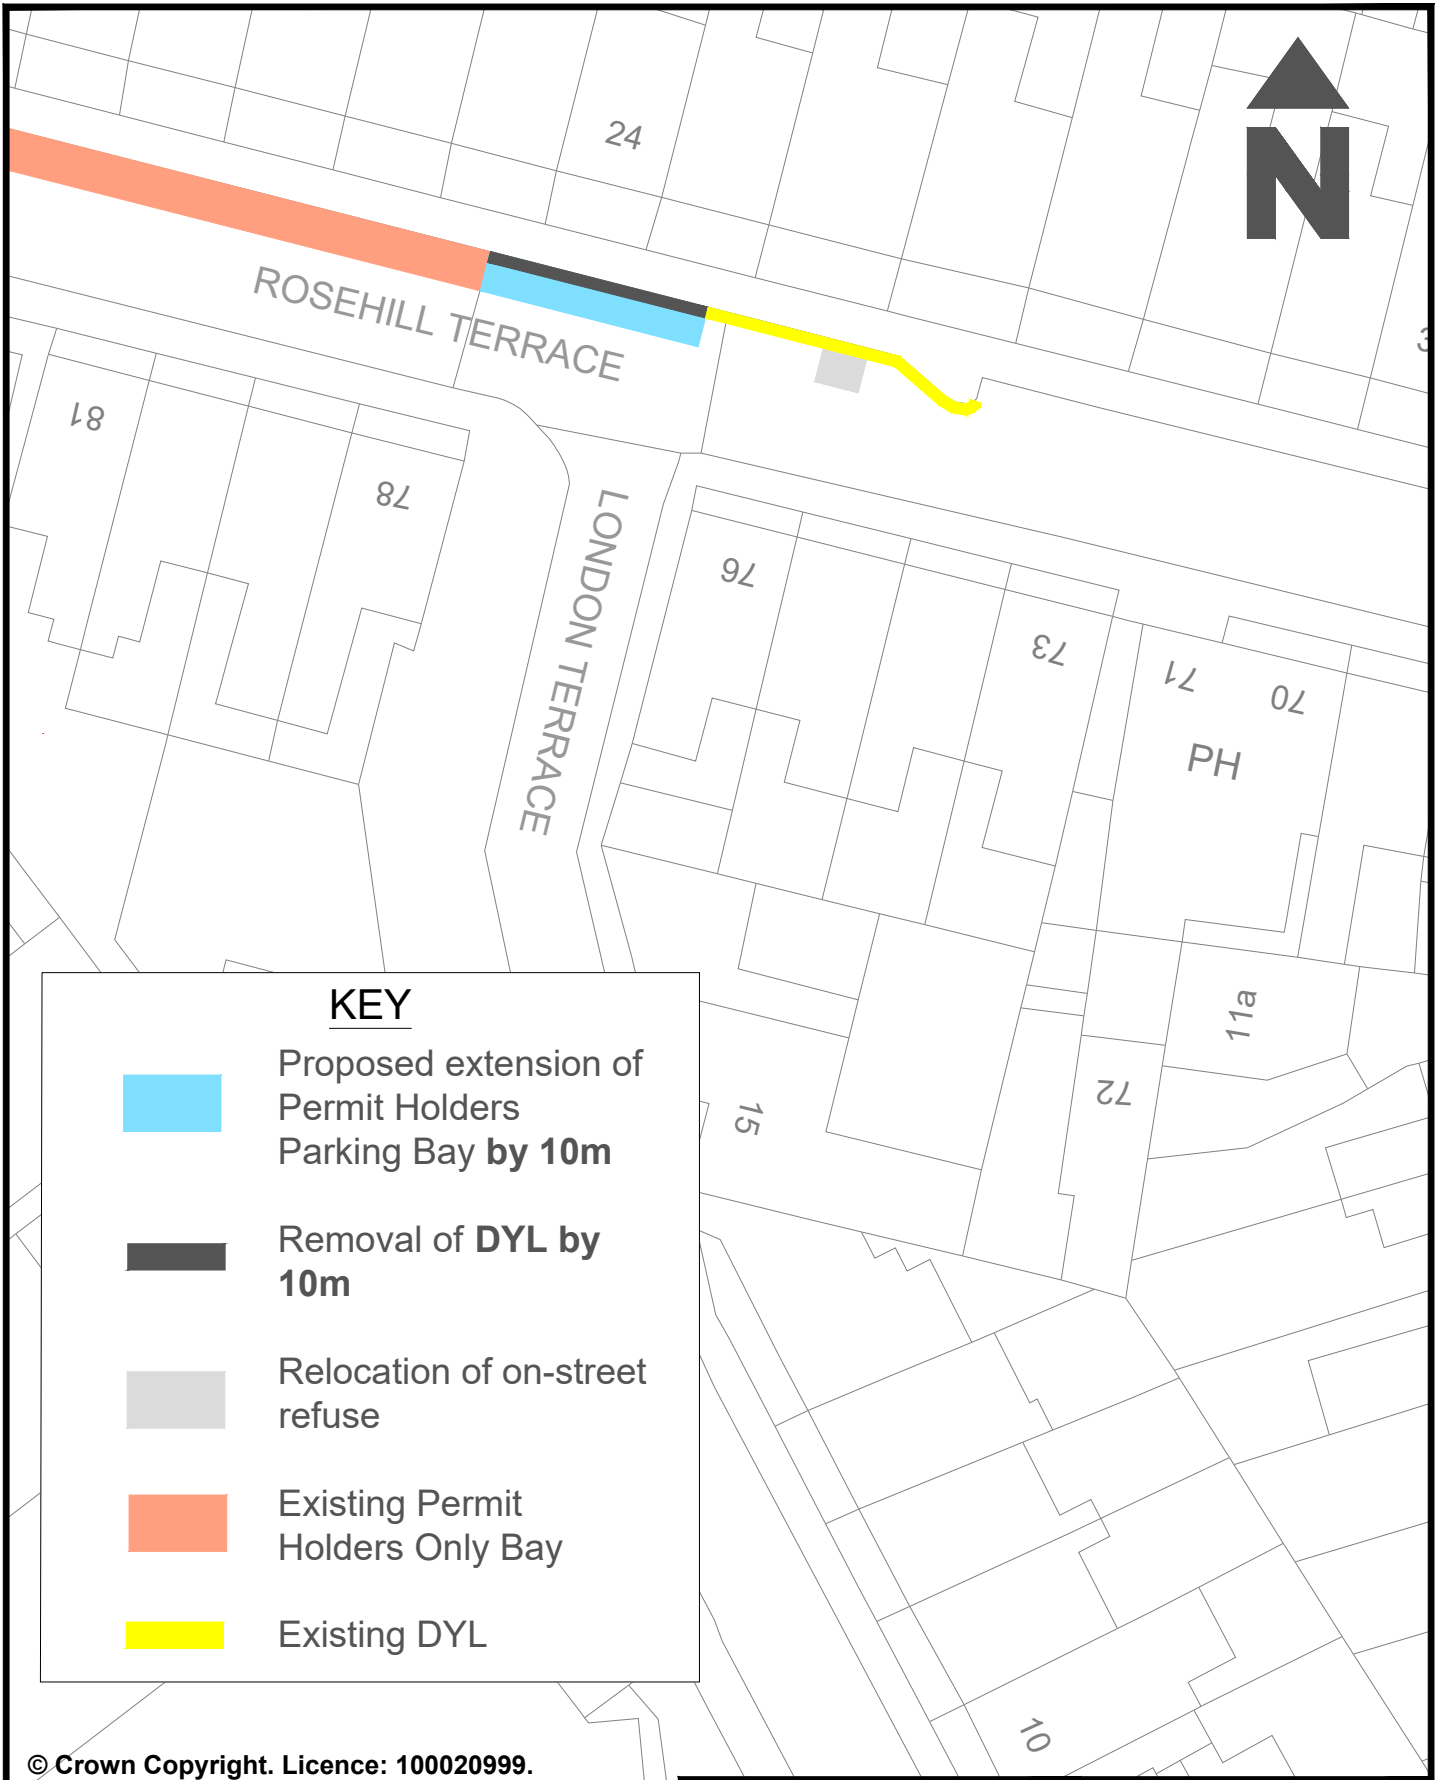 24
N
3
ROSEHILL TERRACE
81
78
LONDON TERRACE
76
73
71
70
PH
11a
72
15
10
KEY
Proposed extension of
Permit Holders
Parking Bay by 10m
Removal of DYL by
10m
Relocation of on-street
refuse
Existing Permit
Holders Only Bay
Existing DYL
© Crown Copyright. Licence: 100020999.